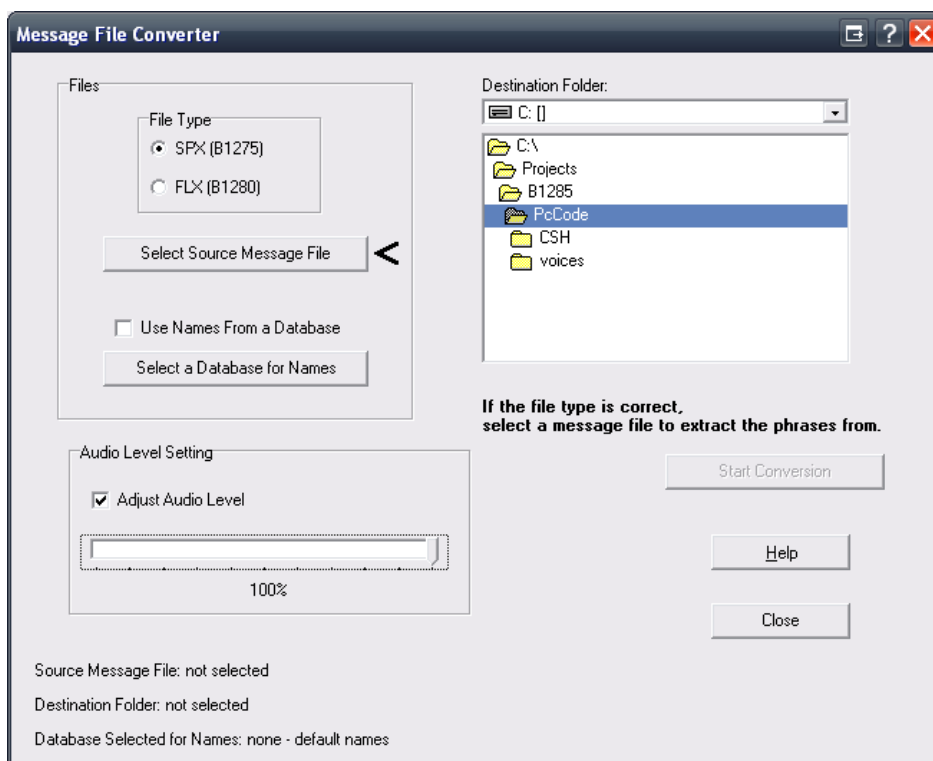 Message File Converter
Files
File Type
SPX (B1275)
FLX (B1280)
Select Source Message File
<
Use Names From a Database
Select a Database for Names
Audio Level Setting
Adjust Audio Level
100%
Destination Folder:
C: []
C:\
Projects
B1285
PcCode
CSH
voices
If the file type is correct,
select a message file to extract the phrases from.
Start Conversion
Help
Close
Source Message File: not selected
Destination Folder: not selected
Database Selected for Names: none - default names